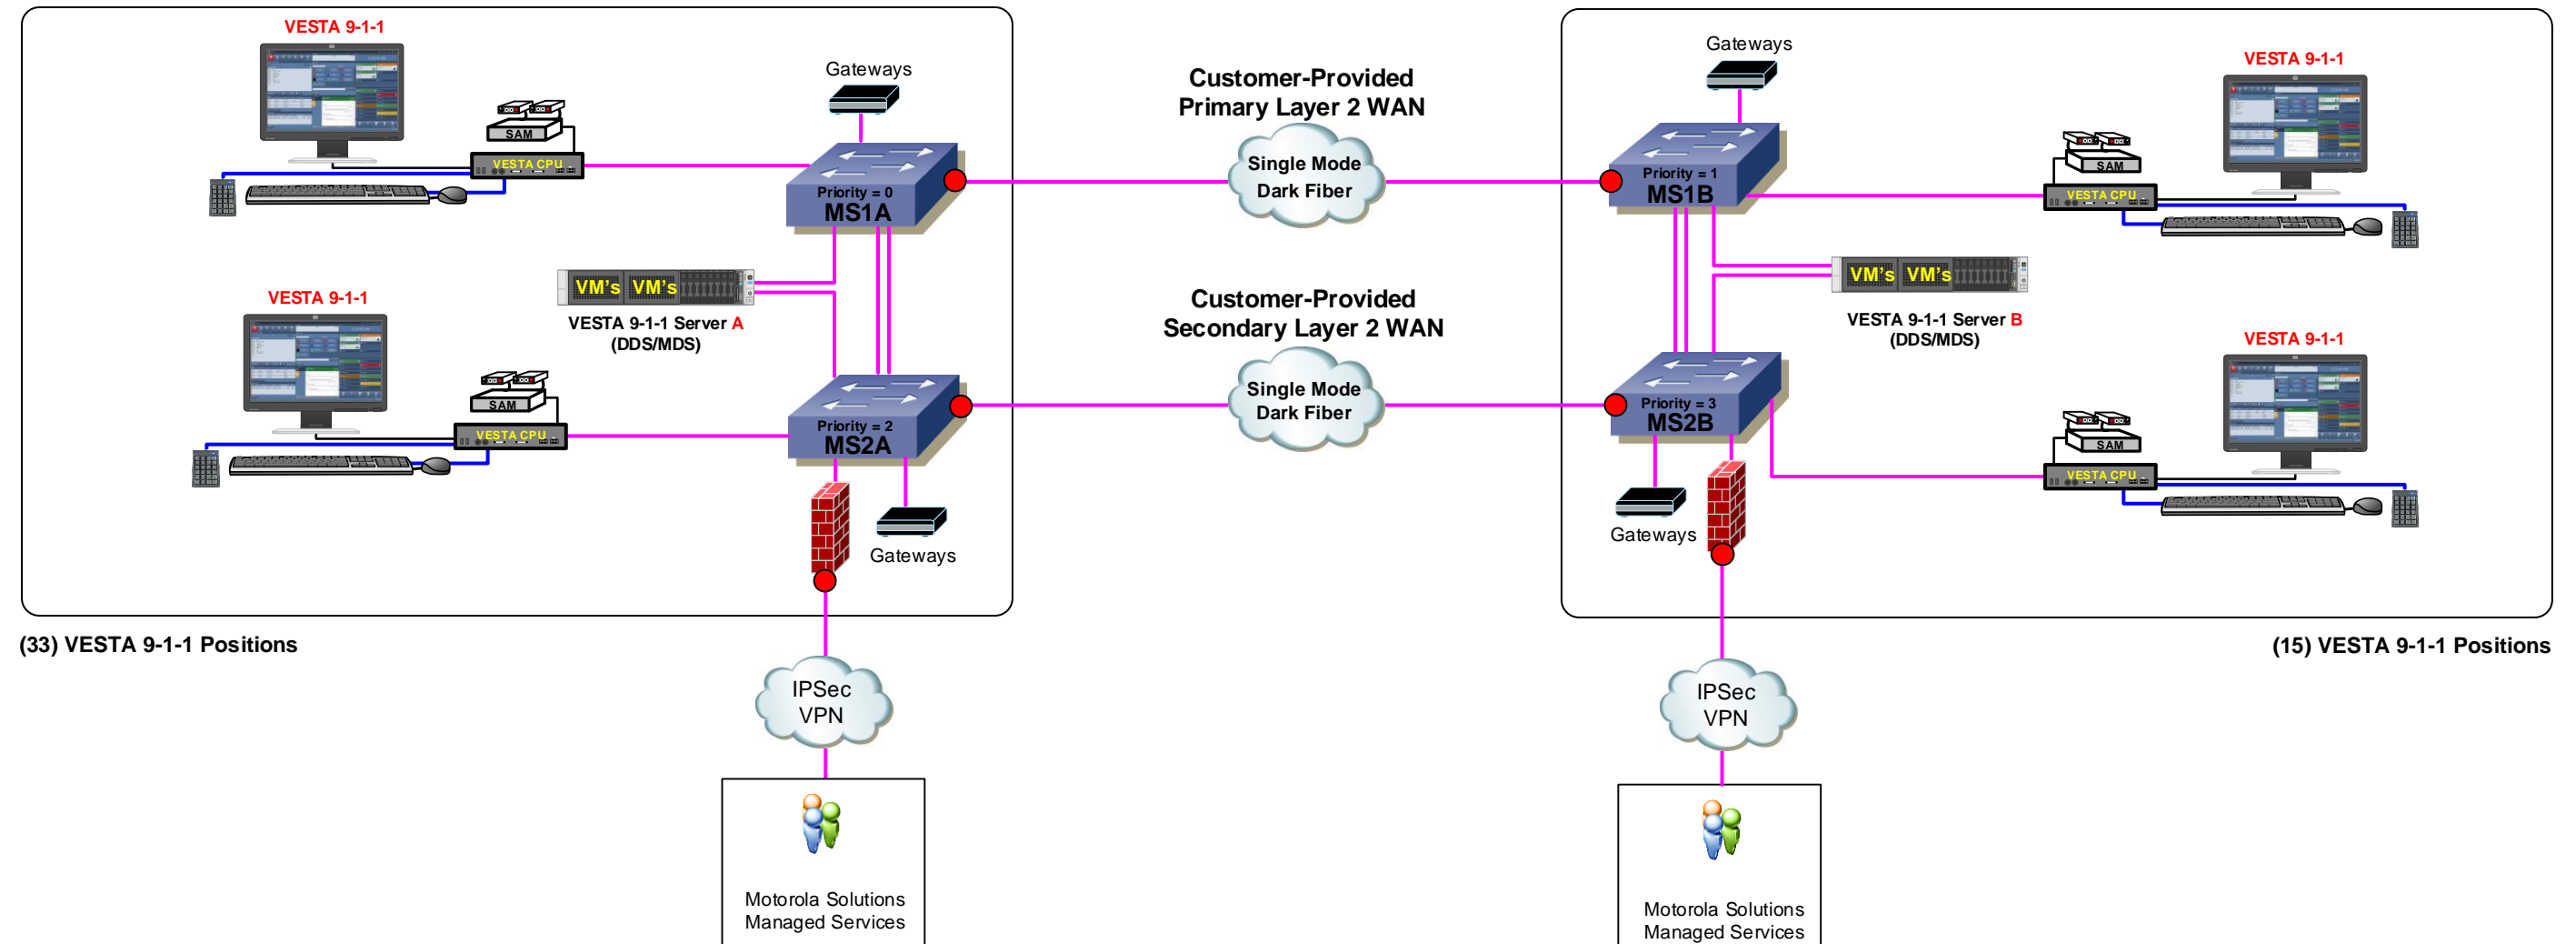 VESTA 9-1-1
Gateways
SAM
VESTA CPU
Priority = 0
MS1A
VM's VM's
VESTA 9-1-1 Server A
(DDS/MDS)
VESTA 9-1-1
SAM
VESTA CPU
Priority = 2
MS2A
Gateways
(33) VESTA 9-1-1 Positions
IPSec
VPN
Motorola Solutions
Managed Services
Customer-Provided
Primary Layer 2 WAN
Single Mode
Dark Fiber
Customer-Provided
Secondary Layer 2 WAN
Single Mode
Dark Fiber
Gateways
VESTA 9-1-1
Priority = 1
MS1B
SAM
VESTA CPU
VM's VM's
VESTA 9-1-1 Server B
(DDS/MDS)
VESTA 9-1-1
Priority = 3
MS2B
SAM
VESTA CPU
Gateways
(15) VESTA 9-1-1 Positions
IPSec
VPN
Motorola Solutions
Managed Services